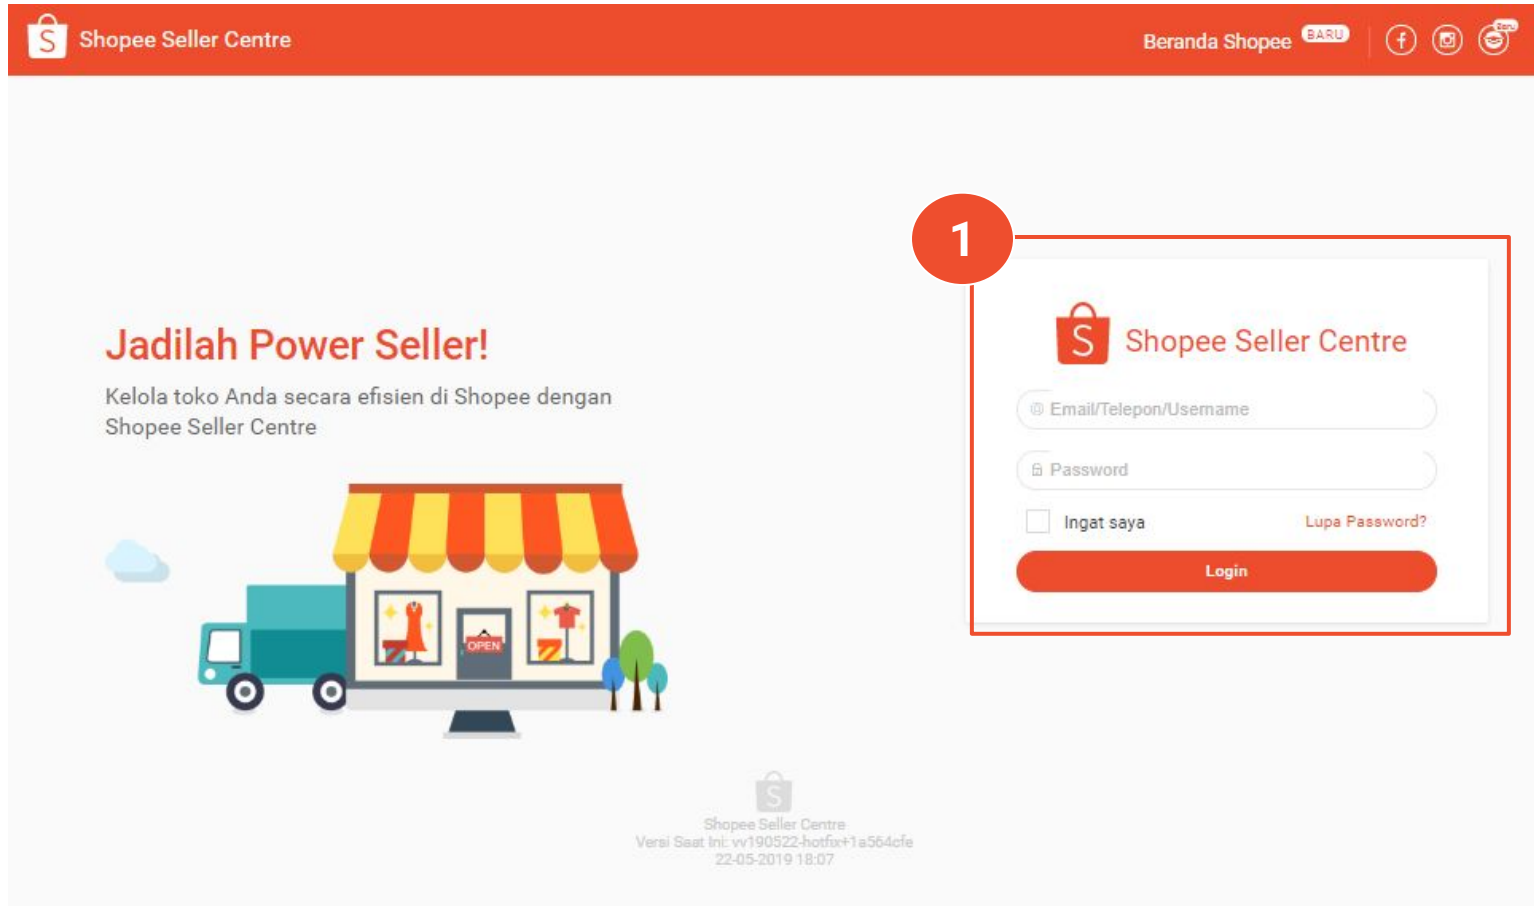 Shopee Seller Centre
Beranda Shopee BARU
1
Shopee Seller Centre
Jadilah Power Seller!
Kelola toko Anda secara efisien di Shopee dengan
Shopee Seller Centre
Email/Telepon/Username
Password
Ingat saya
Lupa Password?
Login
OPEN
Shopee Seller Centre
Versi Saat Ini: vv190522-hotfix+1a564cfe
22-05-2019 18:07